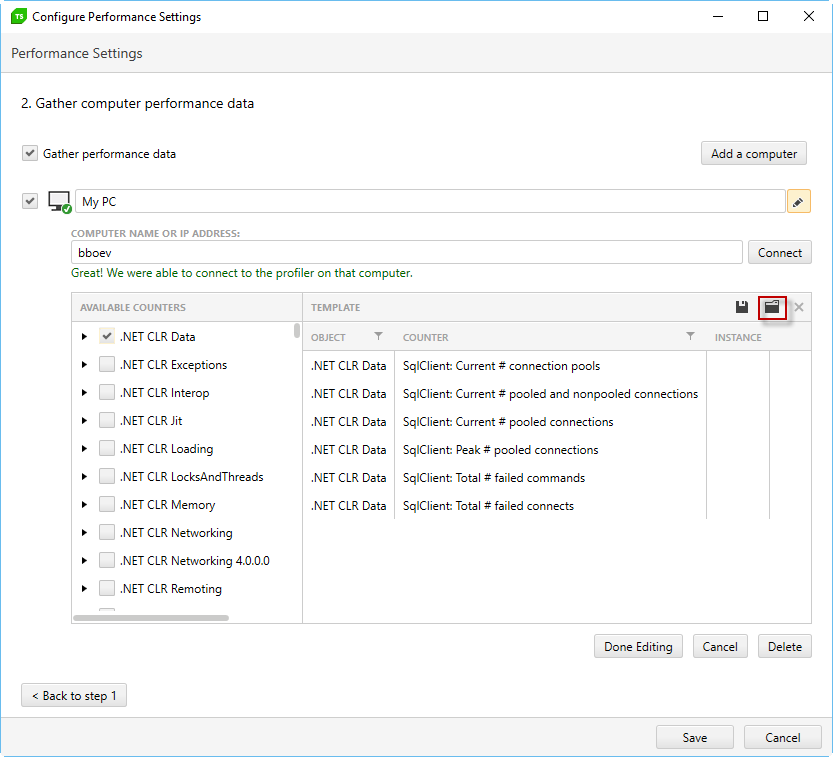 TS Configure Performance Settings
Performance Settings
2. Gather computer performance data
Gather performance data
Add a computer
My PC
COMPUTER NAME OR IP ADDRESS:
bboev
Connect
Great! We were able to connect to the profiler on that computer.
AVAILABLE COUNTERS
TEMPLATE
OBJECT
COUNTER
INSTANCE
.NET CLR Data
.NET CLR Exceptions
.NET CLR Interop
.NET CLR Jit
.NET CLR Loading
.NET CLR LocksAndThreads
.NET CLR Memory
.NET CLR Networking
.NET CLR Networking 4.0.0.0
.NET CLR Remoting
.NET CLR Data SqlClient: Current # connection pools
.NET CLR Data SqlClient: Current # pooled and nonpooled connections
.NET CLR Data SqlClient: Current # pooled connections
.NET CLR Data SqlClient: Peak # pooled connections
.NET CLR Data SqlClient: Total # failed commands
.NET CLR Data SqlClient: Total # failed connects
Done Editing
Cancel
Delete
< Back to step 1
Save
Cancel